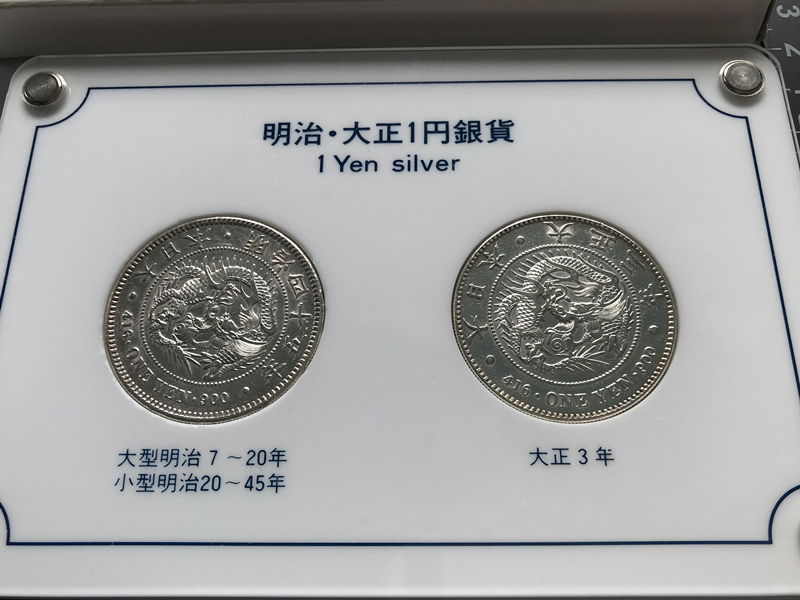 明治・大正1円銀貨
1 Yen silver
416・ONE YEN・900
416・ONE YEN・900
大型明治7～20年
小型明治20～45年
大正3年